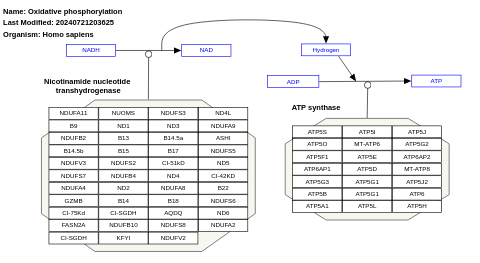 Name: Oxidative phosphorylation
Last Modified: 20240721203625
Organism: Homo sapiens
NADH NAD Hydrogen
ADP ATP
Nicotinamide nucleotide
transhydrogenase
ATP synthase
NDUFA11 NUOMS NDUFS3 ND4L
B9 ND1 ND3 NDUFA9
NDUFB2 B13 B14.5a ASHI
B14.5b B15 B17 NDUFS5
NDUFV3 NDUFS2 CI-51kD ND5
NDUFS7 NDUFB4 ND4 CI-42KD
NDUFA4 ND2 NDUFA8 B22
GZMB B14 B18 NDUFS6
CI-75Kd CI-SGDH AQDQ ND6
FASN2A NDUFB10 NDUFS8 NDUFA2
CI-SGDH KFYI NDUFV2
ATP5S ATP5I ATP5J
ATP5O MT-ATP6 ATP5G2
ATP5F1 ATP5E ATP6AP2
ATP6AP1 ATP5D MT-ATP8
ATP5G3 ATP5G1 ATP5J2
ATP5B ATP5G1 ATP6
ATP5A1 ATP5L ATP5H